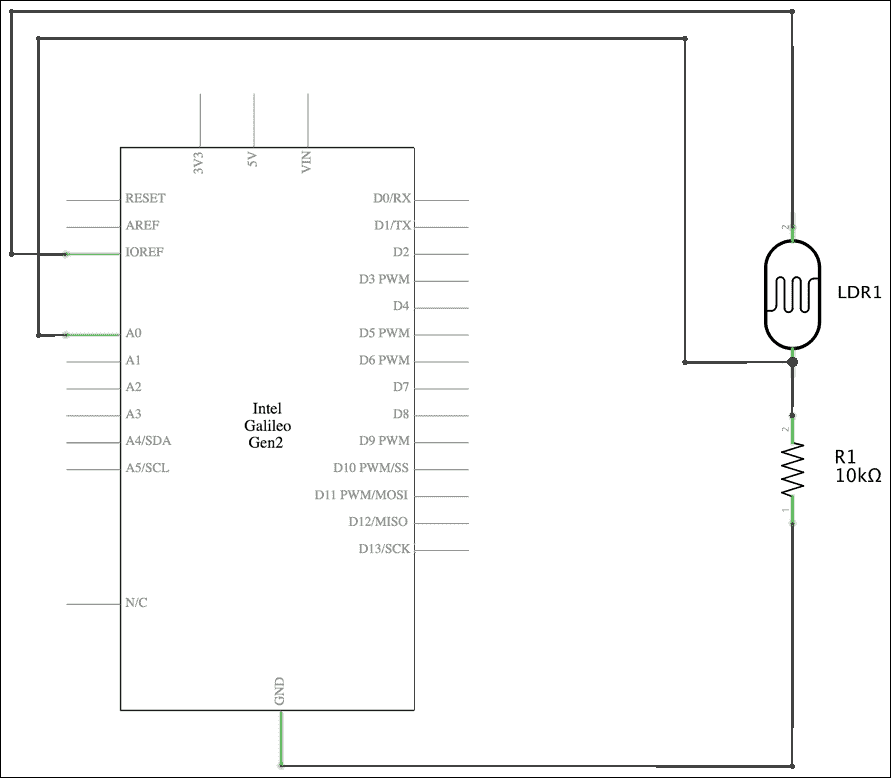 3V3
5V
VIN
RESET
AREF
IOREF
A0
A1
A2
A3
A4/SDA
A5/SCL
N/C
Intel
Galileo
Gen2
D0/RX
D1/TX
D2
D3 PWM
D4
D5 PWM
D6 PWM
D7
D8
D9 PWM
D10 PWM/SS
D11 PWM/MOSI
D12/MISO
D13/SCK
GND
2
LDR1
2
R1
10kΩ
1